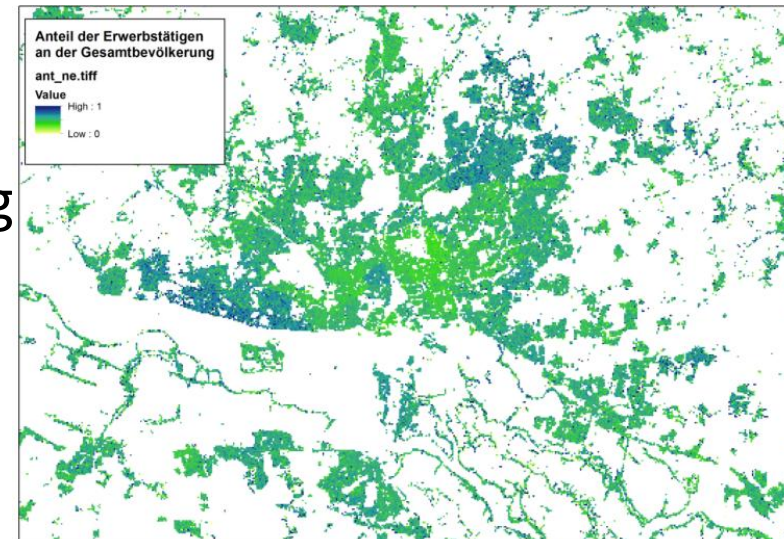 Anteil der Erwerbstätigen
an der Gesamtbevölkerung
ant_ne.tiff
Value
High : 1
Low : 0
g